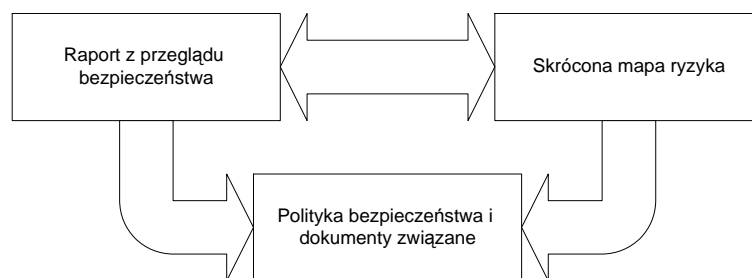 Raport z przeglądu
bezpieczeństwa
Skrócona mapa ryzyka
Polityka bezpieczeństwa i
dokumenty związane